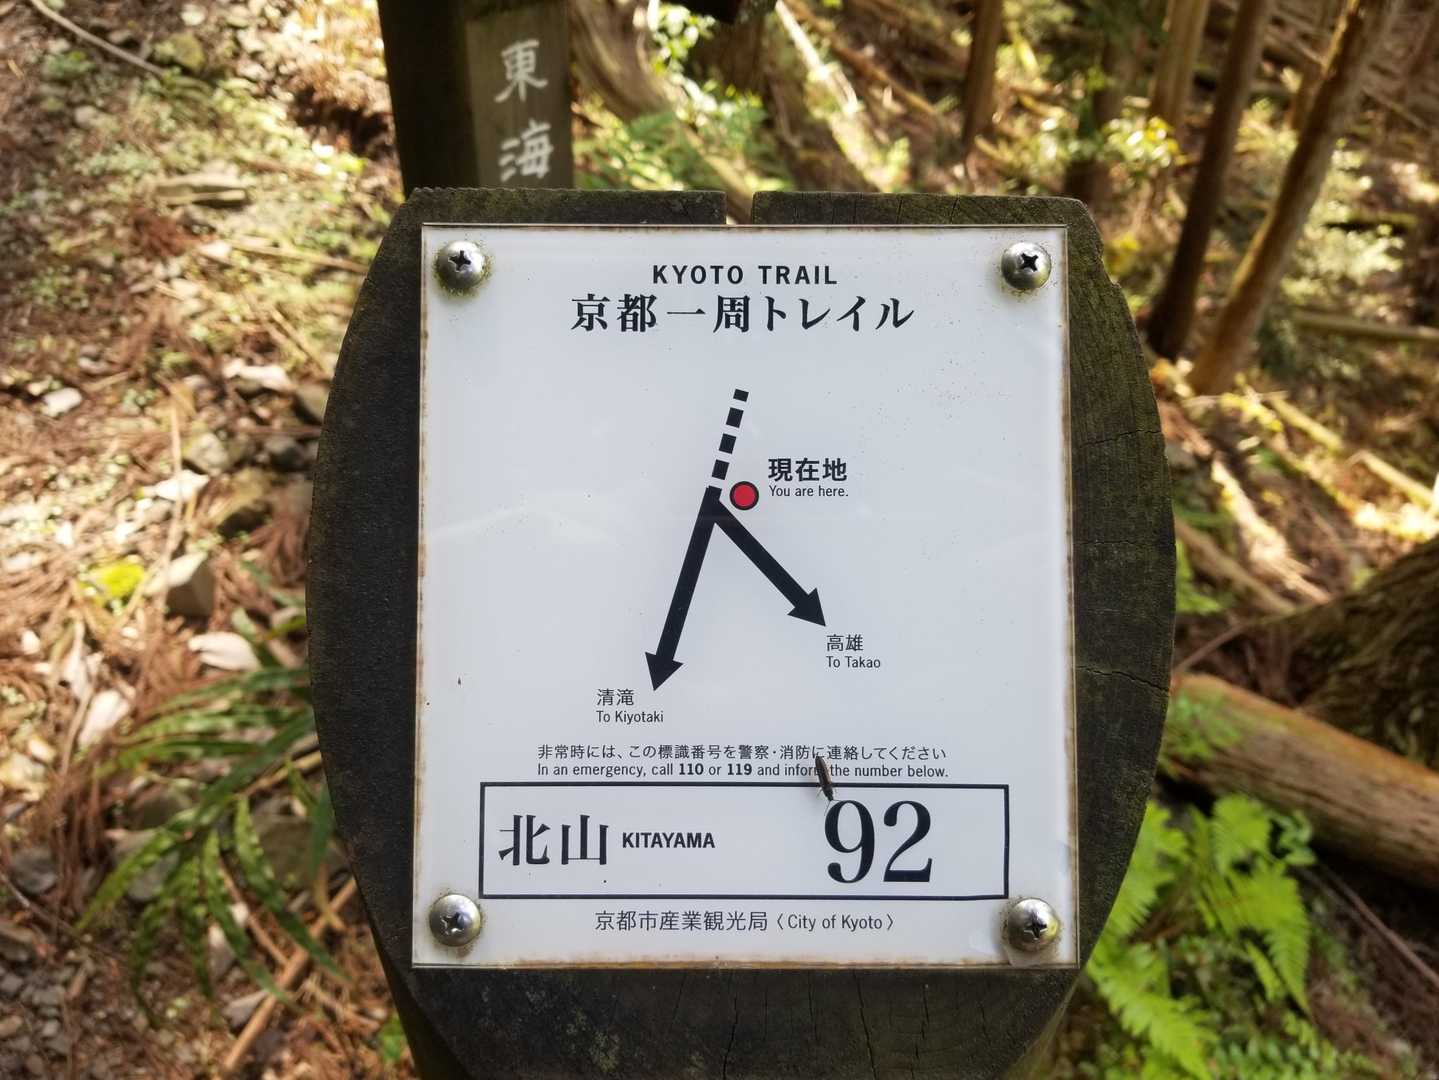 東海
KYOTO TRAIL
京都一周トレイル
現在地
You are here.
高雄
To Takao
清滝
To Kiyotaki
非常時には、この標識番号を警察・消防に連絡してください
In an emergency, call 110 or 119 and inform the number below.
北山 KITAYAMA 92
京都市産業観光局〈City of Kyoto〉